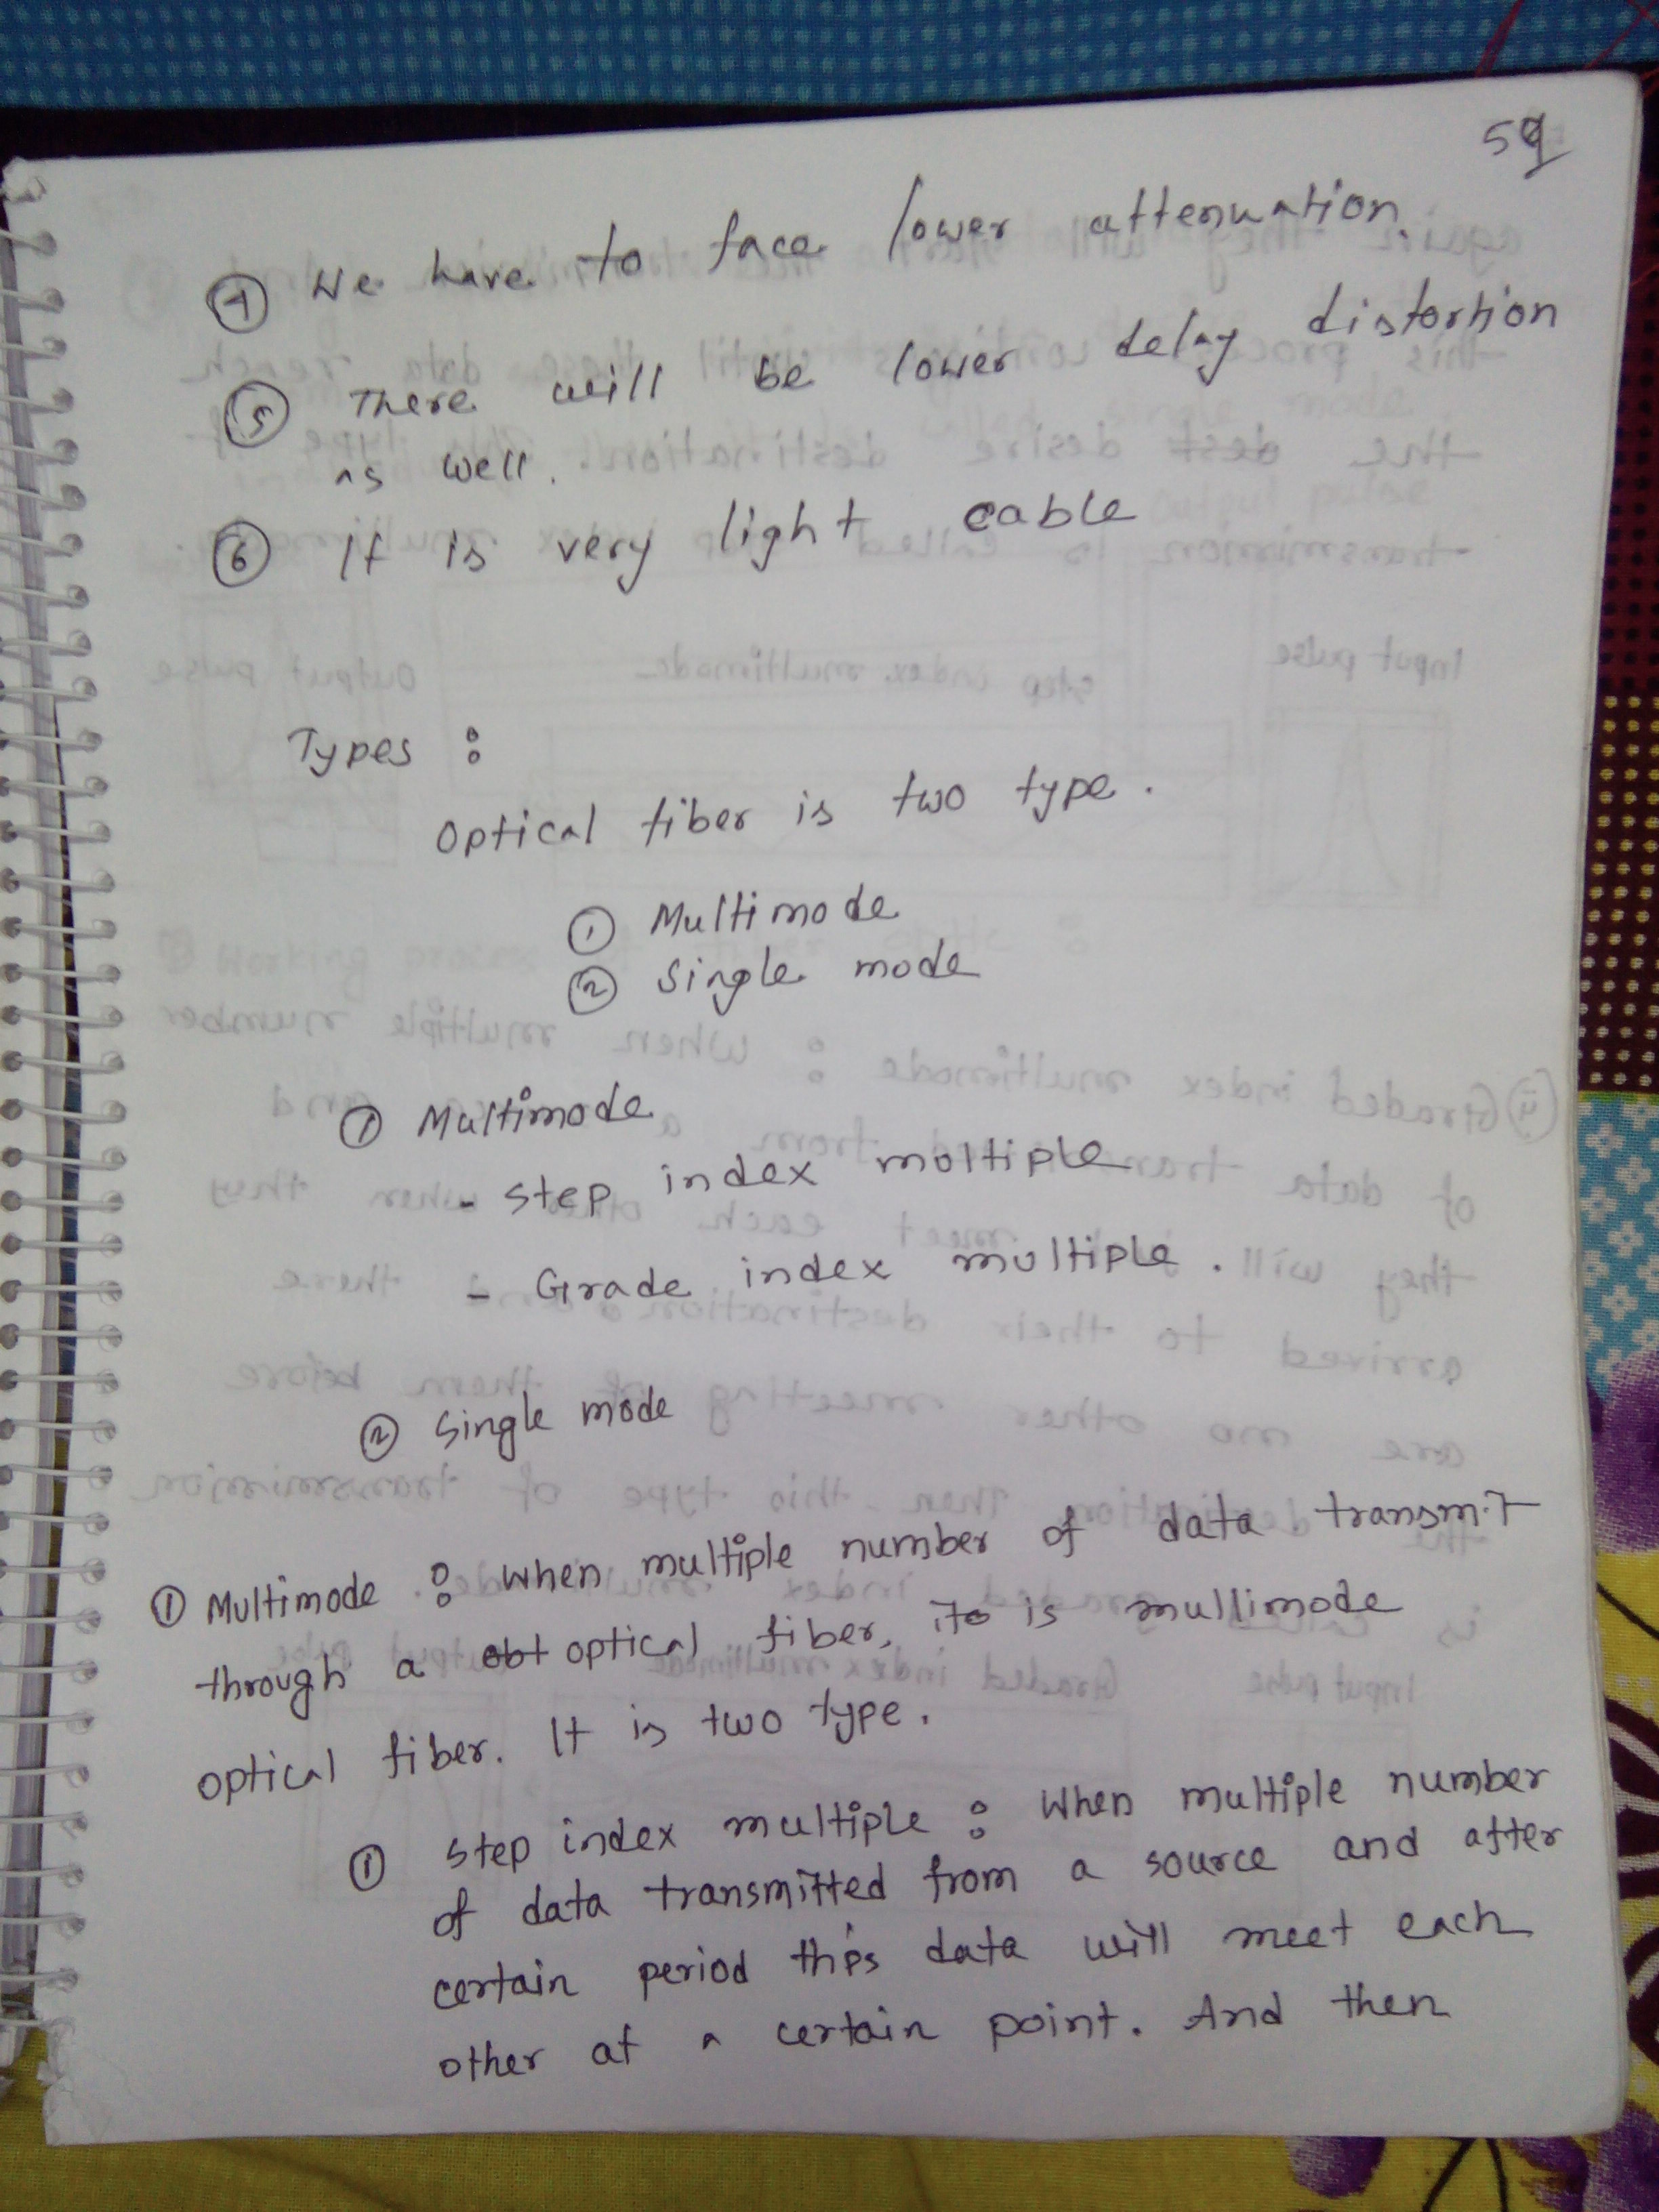 59
④ We have to face lower attenuation.
⑤ There will be lower delay distortion
as well.
⑥ It is very light cable
Types :
Optical fiber is two type.
① Multimode
② Single mode
① Multimode
- Step index moltiple
- Grade index multiple.
② Single mode
① Multimode : When multiple number of data transmit
through a obt optical fiber, it is mullimode
optical fiber. It is two type.
① Step index multiple : When multiple number
of data transmitted from a source and after
certain period this data will meet each
other at a certain point. And then